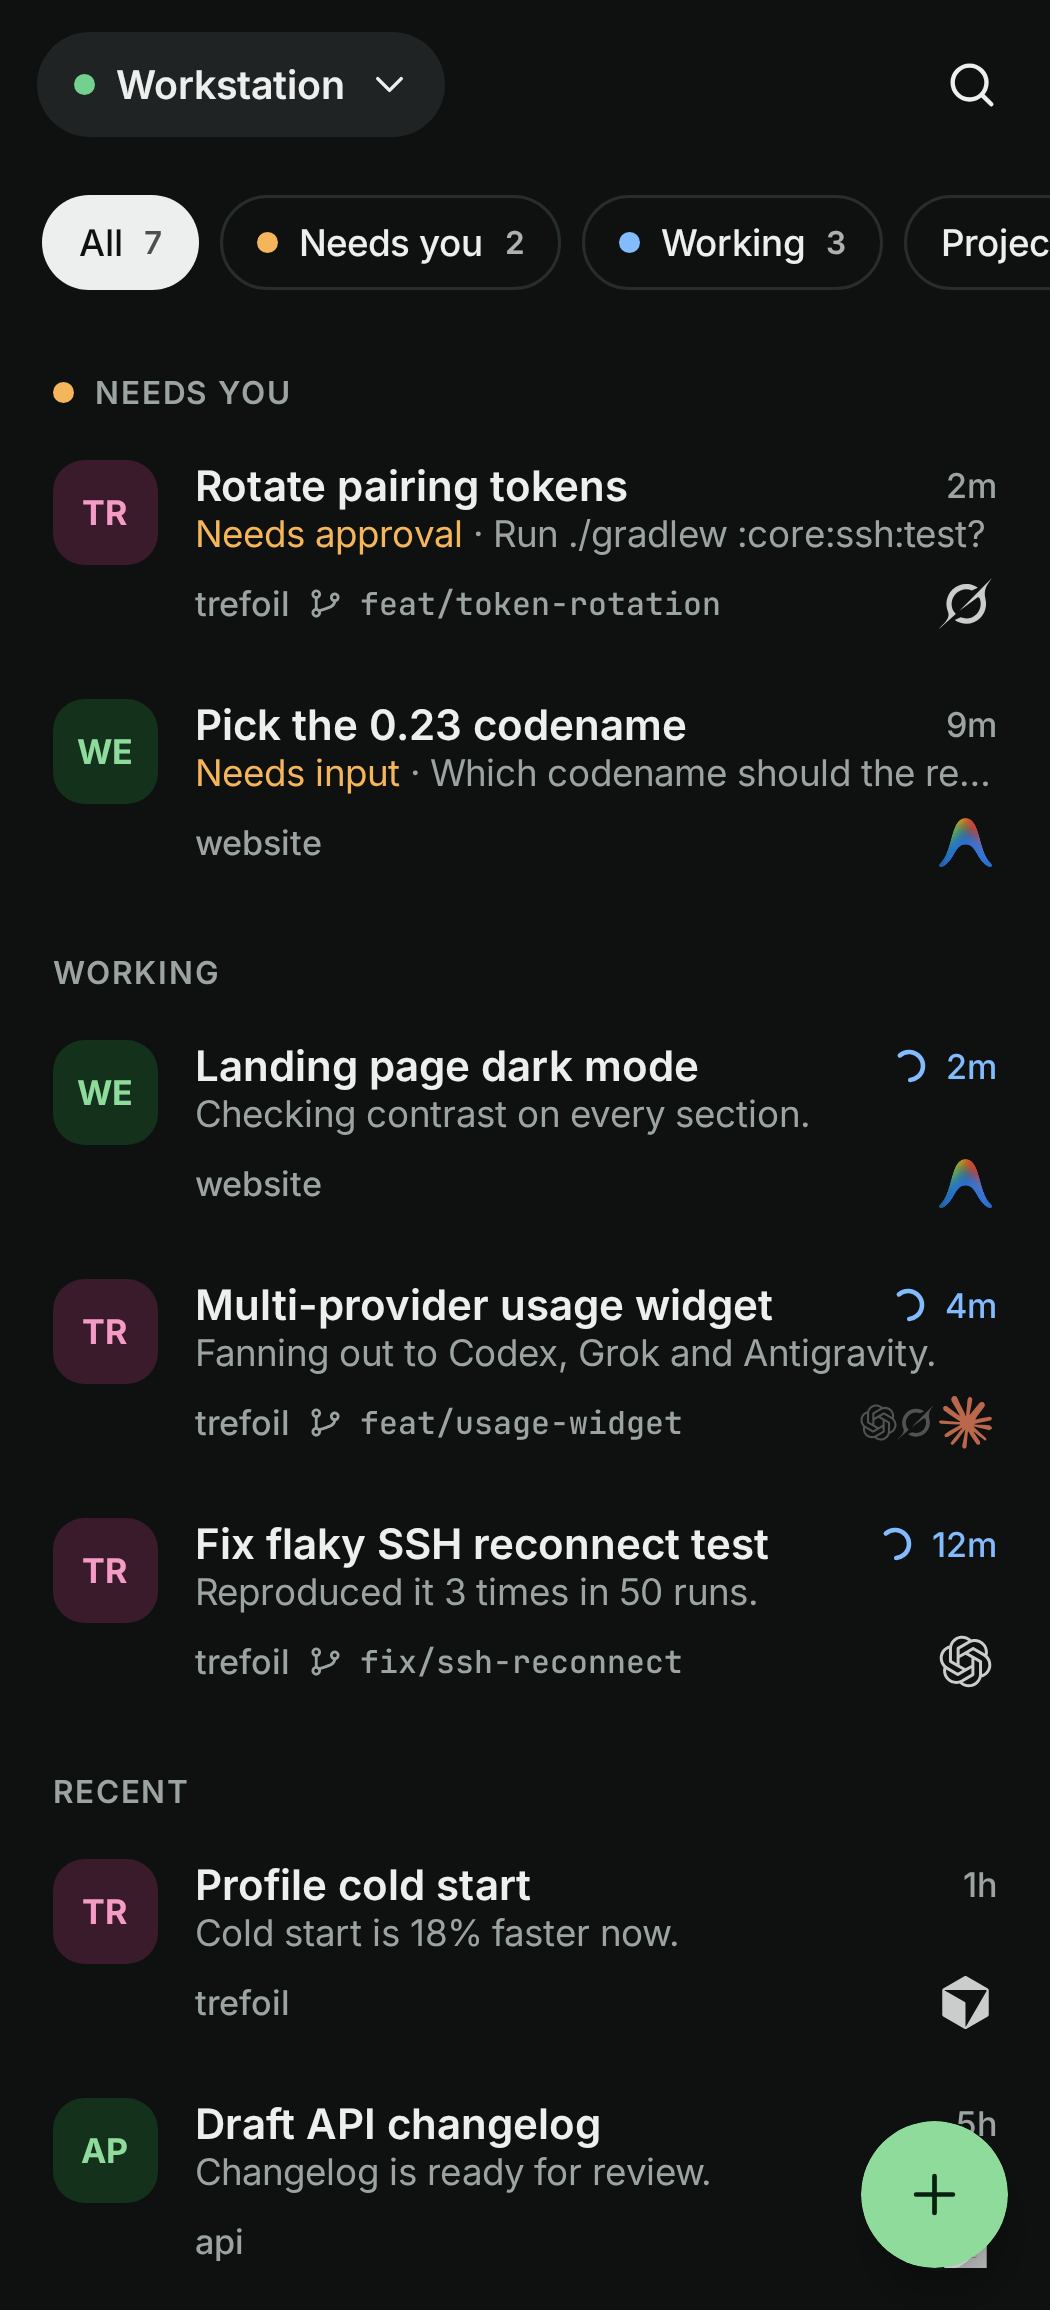 Workstation
All 7
Needs you 2
Working 3
Projec
NEEDS YOU
TR
Rotate pairing tokens 2m
Needs approval · Run ./gradlew :core:ssh:test?
trefoil feat/token-rotation
WE
Pick the 0.23 codename 9m
Needs input · Which codename should the re...
website
WORKING
WE
Landing page dark mode 2m
Checking contrast on every section.
website
TR
Multi-provider usage widget 4m
Fanning out to Codex, Grok and Antigravity.
trefoil feat/usage-widget
TR
Fix flaky SSH reconnect test 12m
Reproduced it 3 times in 50 runs.
trefoil fix/ssh-reconnect
RECENT
TR
Profile cold start 1h
Cold start is 18% faster now.
trefoil
AP
Draft API changelog 5h
Changelog is ready for review.
api